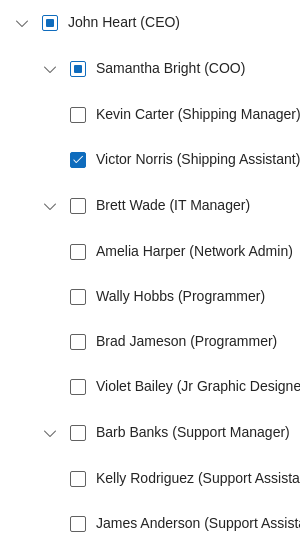 John Heart (CEO)
Samantha Bright (COO)
Kevin Carter (Shipping Manager)
Victor Norris (Shipping Assistant)
Brett Wade (IT Manager)
Amelia Harper (Network Admin)
Wally Hobbs (Programmer)
Brad Jameson (Programmer)
Violet Bailey (Jr Graphic Designe
Barb Banks (Support Manager)
Kelly Rodriguez (Support Assista
James Anderson (Support Assist